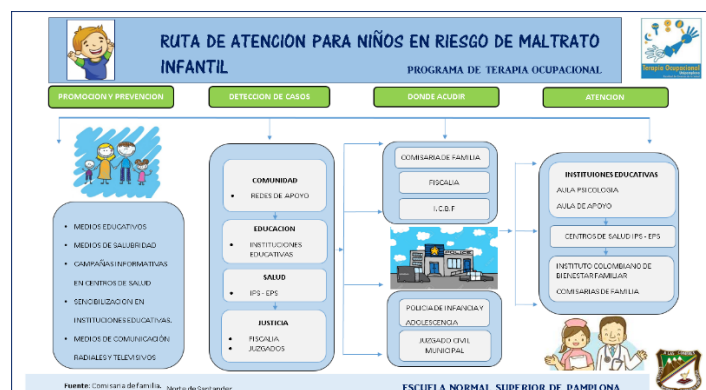 RUTA DE ATENCION PARA NIÑOS EN RIESGO DE MALTRATO
INFANTIL
PROGRAMA DE TERAPIA OCUPACIONAL
Terapia Ocupacional
PROMOCION Y PREVENCION
DETECCION DE CASOS
DONDE ACUDIR
ATENCION
• MEDIOS EDUCATIVOS
• MEDIOS DE SALUBRIDAD
• CAMPAÑAS INFORMATIVAS
EN CENTROS DE SALUD
• SENCIBILIZACION EN
INSTITUCIONES EDUCATIVAS.
• MEDIOS DE COMUNICACIÓN
RADIALES Y TELEVISIVOS
COMUNIDAD
• REDES DE APOYO
EDUCACION
• INSTITUCIONES
EDUCATIVAS
SALUD
• IPS - EPS
JUSTICIA
• FISCALIA
• JUZGADOS
COMISARIA DE FAMILIA
FISCALIA
I.C.B.F
POLICIA DE INFANCIA Y
ADOLESCENCIA
JUZGADO CIVIL
MUNICIPAL
INSTITUIONES EDUCATIVAS
AULA PSICOLOGIA
AULA DE APOYO
CENTROS DE SALUD IPS - EPS
INSTITUTO COLOMBIANO DE
BIENESTAR FAMILIAR
COMISARIAS DE FAMILIA
Fuente: Comisaria de familia. Norte de Santander
ESCUELA NORMAL SUPERIOR DE PAMPLONA